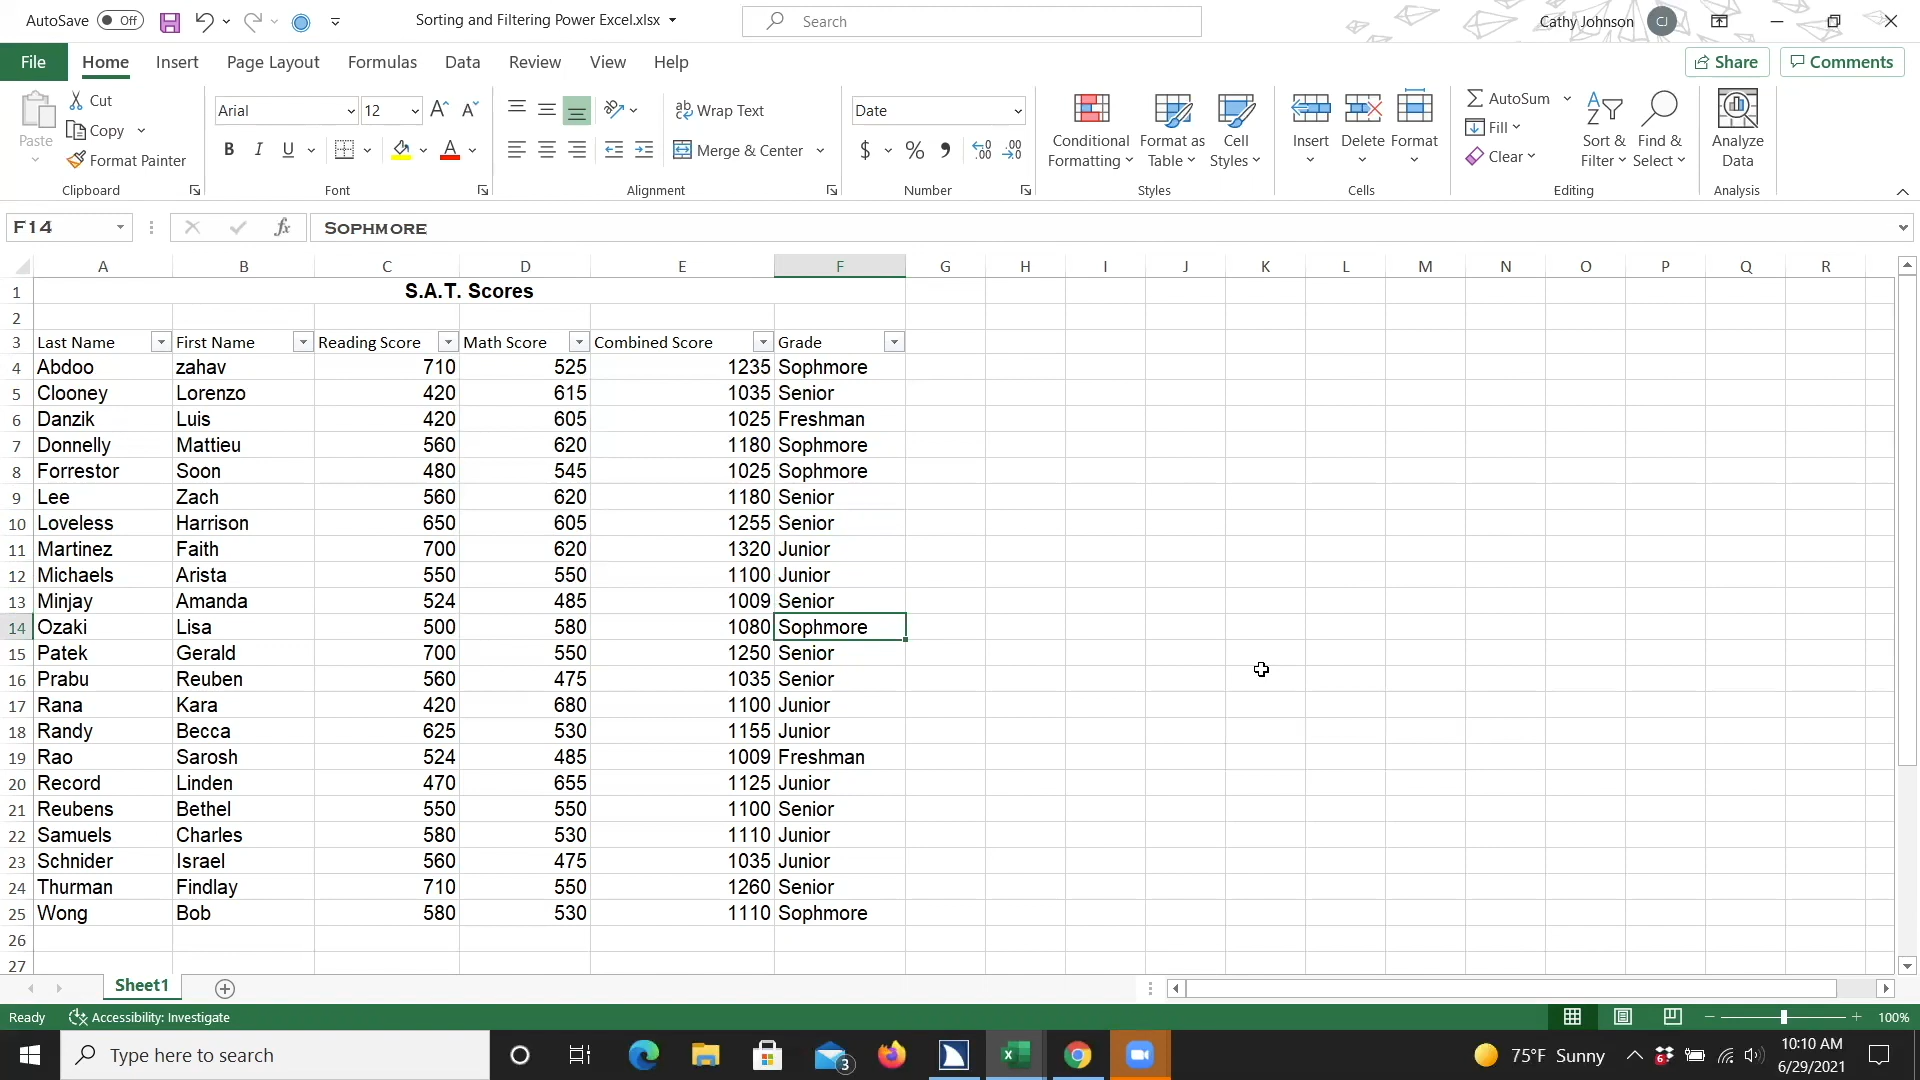 AutoSave Off Sorting and Filtering Power Excel.xlsx Search Cathy Johnson CJ
File Home Insert Page Layout Formulas Data Review View Help Share Comments
Paste Cut Copy Format Painter Clipboard
Arial 12 B I U A Font
ab Wrap Text Merge & Center Alignment
Date $ % Number
Conditional Formatting Format as Table Cell Styles Styles
Insert Delete Format Cells
AutoSum Fill Clear Sort & Filter Find & Select Editing
Analyze Data Analysis
F14 fx Sophmore
A B C D E F G H I J K L M N O P Q R
1 S.A.T. Scores
2
3 Last Name First Name Reading Score Math Score Combined Score Grade
4 Abdoo zahav 710 525 1235 Sophmore
5 Clooney Lorenzo 420 615 1035 Senior
6 Danzik Luis 420 605 1025 Freshman
7 Donnelly Mattieu 560 620 1180 Sophmore
8 Forrestor Soon 480 545 1025 Sophmore
9 Lee Zach 560 620 1180 Senior
10 Loveless Harrison 650 605 1255 Senior
11 Martinez Faith 700 620 1320 Junior
12 Michaels Arista 550 550 1100 Junior
13 Minjay Amanda 524 485 1009 Senior
14 Ozaki Lisa 500 580 1080 Sophmore
15 Patek Gerald 700 550 1250 Senior
16 Prabu Reuben 560 475 1035 Senior
17 Rana Kara 420 680 1100 Junior
18 Randy Becca 625 530 1155 Junior
19 Rao Sarosh 524 485 1009 Freshman
20 Record Linden 470 655 1125 Junior
21 Reubens Bethel 550 550 1100 Senior
22 Samuels Charles 580 530 1110 Junior
23 Schnider Israel 560 475 1035 Junior
24 Thurman Findlay 710 550 1260 Senior
25 Wong Bob 580 530 1110 Sophmore
26
27
Sheet1
Ready Accessibility: Investigate 100%
Type here to search 3 75°F Sunny 6 10:10 AM
6/29/2021